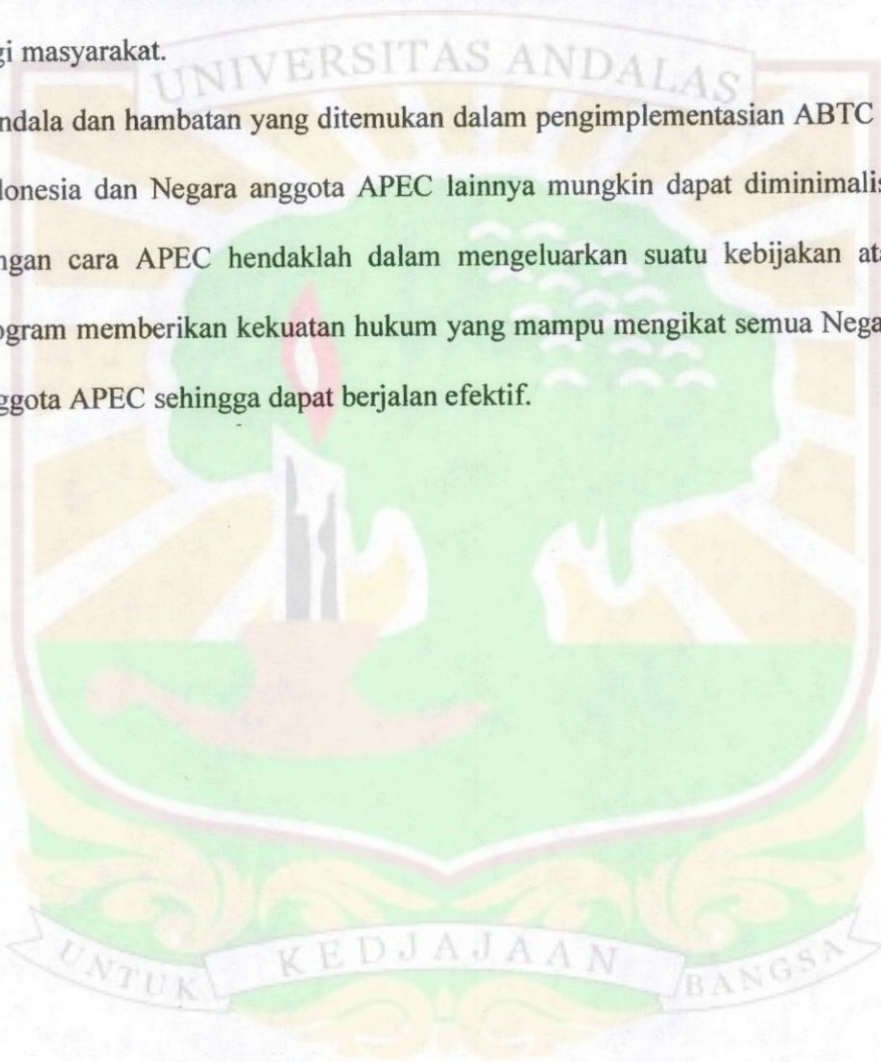 gi masyarakat.
UNIVERSITAS ANDALAS
ndala dan hambatan yang ditemukan dalam pengimplementasian ABTC
lonesia dan Negara anggota APEC lainnya mungkin dapat diminimalis
ngan cara APEC hendaklah dalam mengeluarkan suatu kebijakan ata
ogram memberikan kekuatan hukum yang mampu mengikat semua Nega
ggota APEC sehingga dapat berjalan efektif.
UNTUK KEDJAJAAN BANGSA